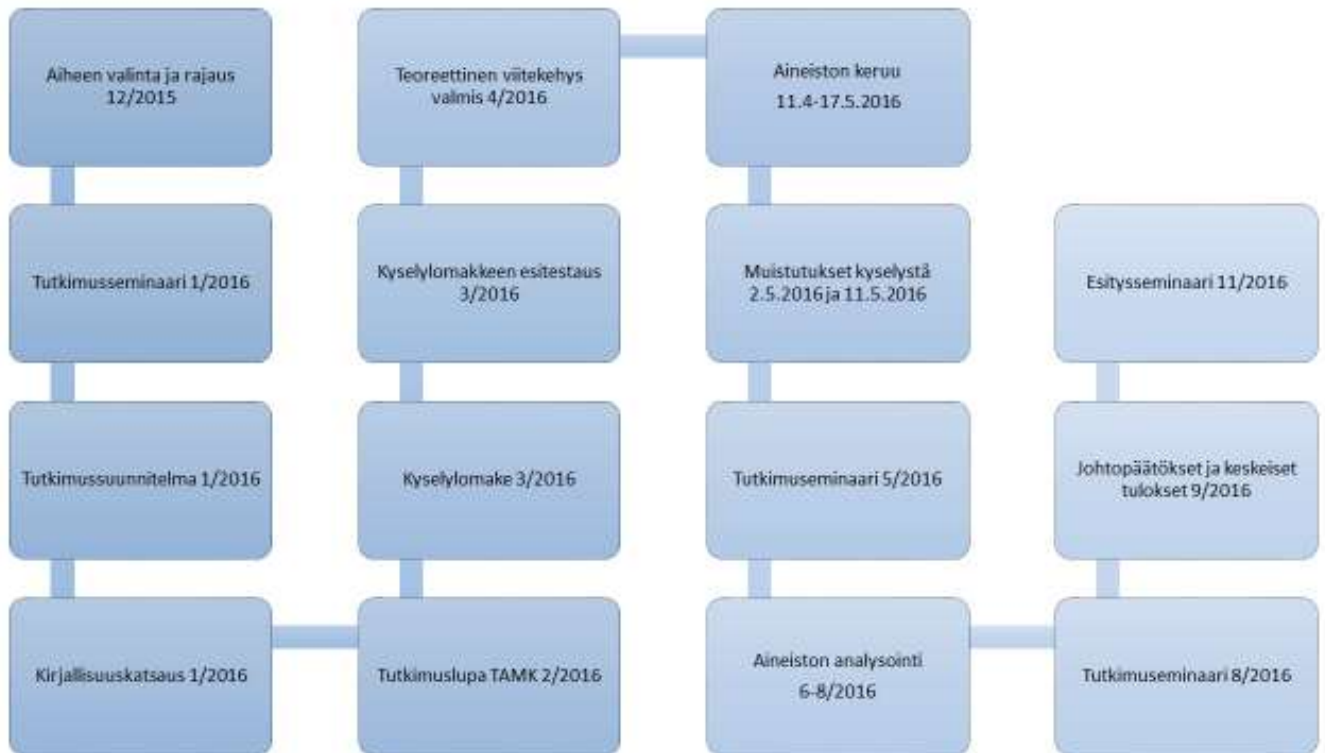 Aiheen valinta ja rajaus
12/2015
Tutkimusseminaari 1/2016
Tutkimussuunnitelma 1/2016
Kirjallisuuskatsaus 1/2016
Tutkimuslupa TAMK 2/2016
Kyselylomake 3/2016
Kyselylomakkeen esitestaus
3/2016
Teoreettinen viitekehys
valmis 4/2016
Aineiston keruu
11.4-17.5.2016
Muistutukset kyselystä
2.5.2016 ja 11.5.2016
Tutkimuseminaari 5/2016
Aineiston analysointi
6-8/2016
Tutkimuseminaari 8/2016
Johtopäätökset ja keskeiset
tulokset 9/2016
Esitysseminaari 11/2016